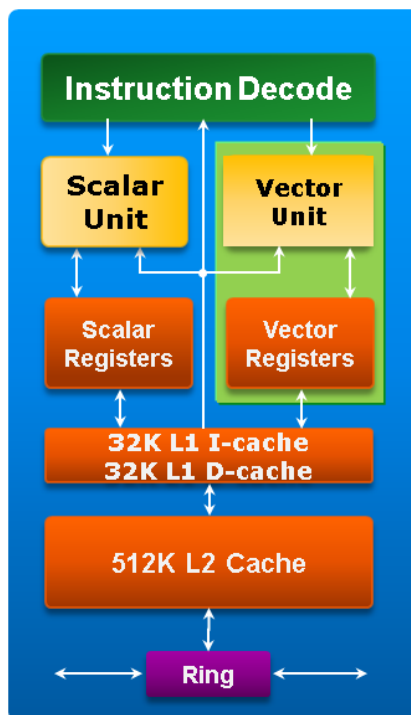 Instruction Decode
Scalar
Unit
Vector
Unit
Scalar
Registers
Vector
Registers
32K L1 I-cache
32K L1 D-cache
512K L2 Cache
Ring